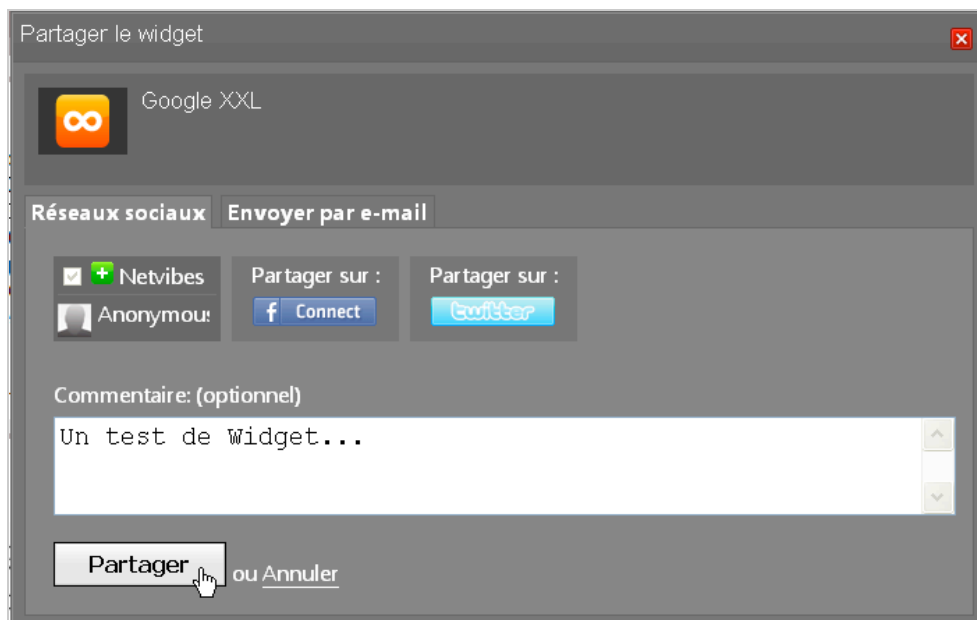 Partager le widget
Google XXL
Réseaux sociaux Envoyer par e-mail
Netvibes
Partager sur :
Partager sur :
Anonymou
f Connect
twitter
Commentaire: (optionnel)
Un test de Widget...
Partager ou Annuler